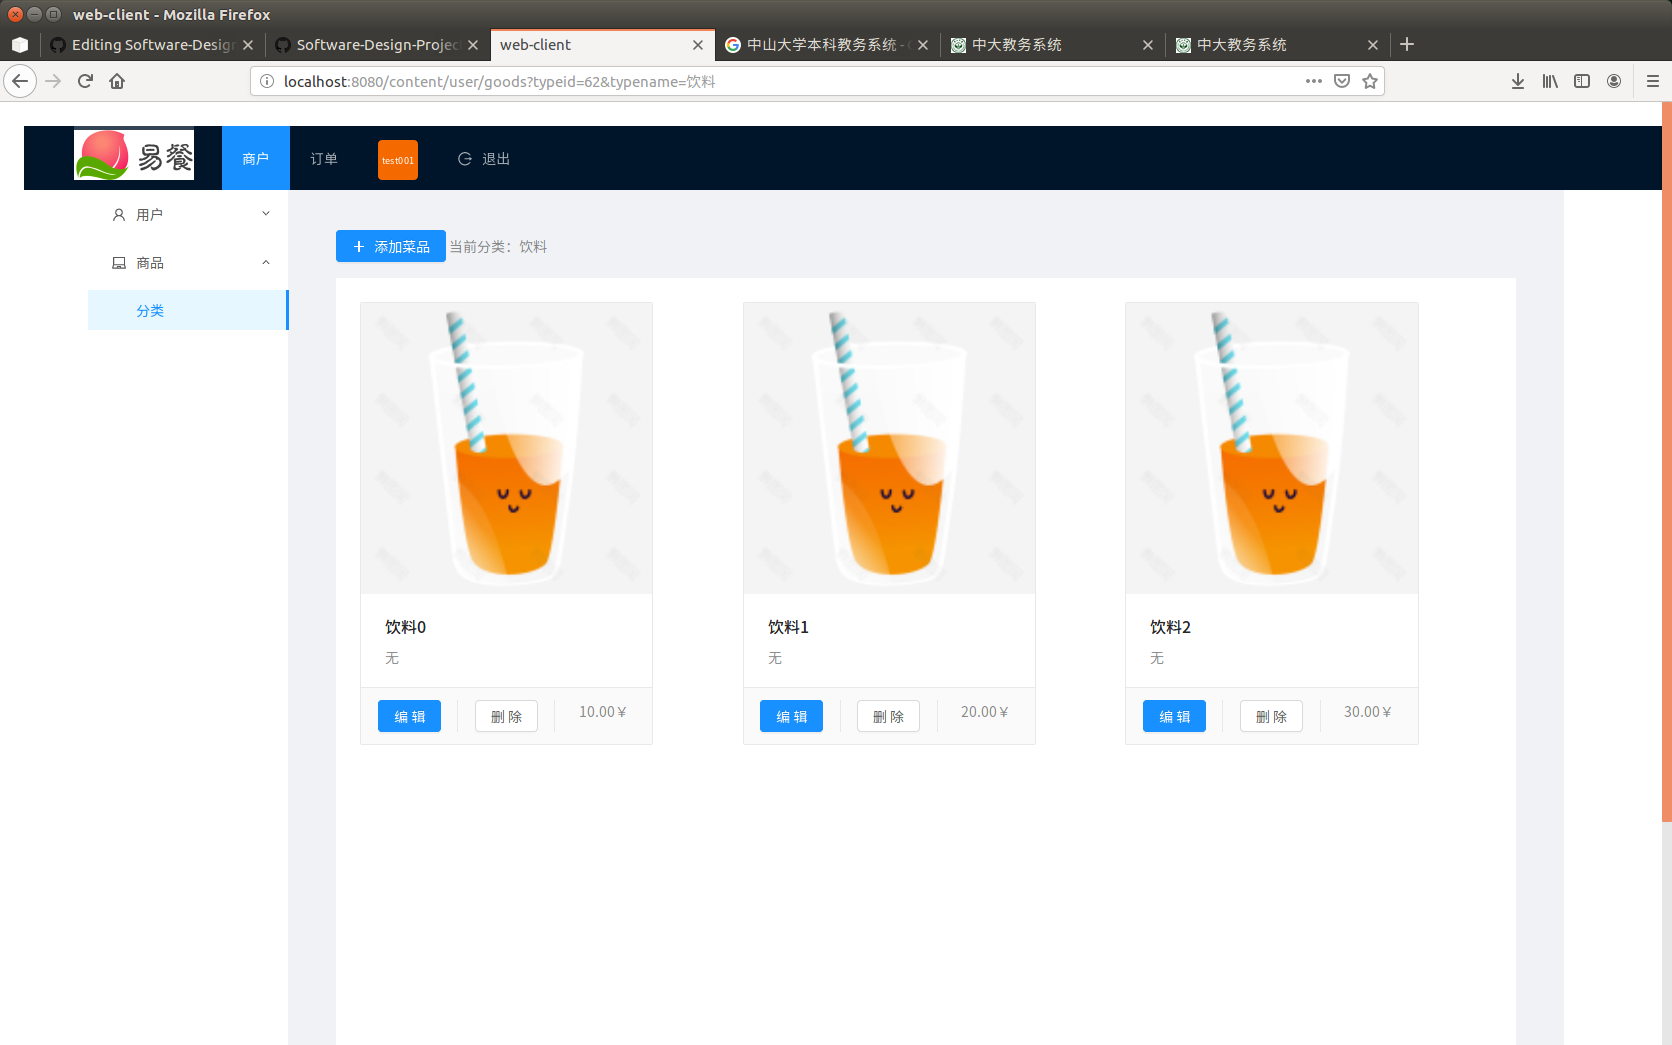 web-client - Mozilla Firefox
Editing Software-Design
Software-Design-Projec
web-client
中山大学本科教务系统 -
中大教务系统
中大教务系统
localhost:8080/content/user/goods?typeid=62&typename=饮料
易餐
商户
订单
test001
退出
用户
商品
分类
添加菜品 当前分类：饮料
饮料0
无
编 辑
删 除
10.00￥
饮料1
无
编 辑
删 除
20.00￥
饮料2
无
编 辑
删 除
30.00￥